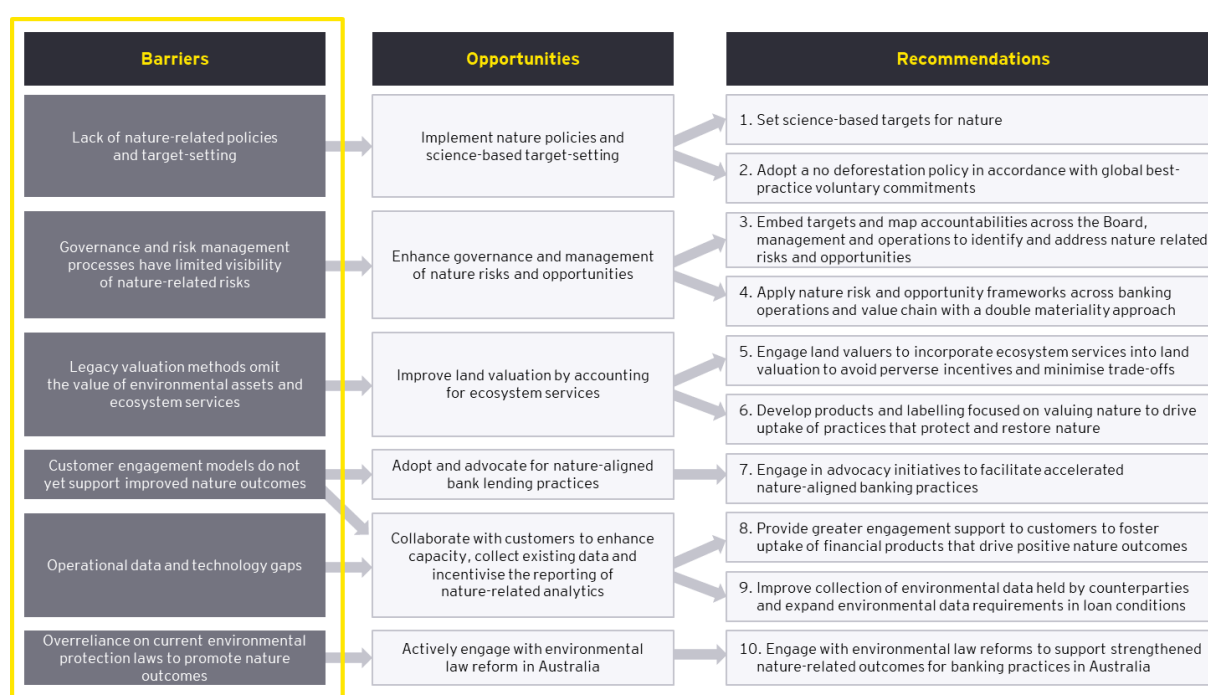 Barriers
Opportunities
Recommendations
Lack of nature-related policies
and target-setting
Implement nature policies and
science-based target-setting
1. Set science-based targets for nature
2. Adopt a no deforestation policy in accordance with global best-
practice voluntary commitments
Governance and risk management
processes have limited visibility
of nature-related risks
Enhance governance and management
of nature risks and opportunities
3. Embed targets and map accountabilities across the Board,
management and operations to identify and address nature related
risks and opportunities
4. Apply nature risk and opportunity frameworks across banking
operations and value chain with a double materiality approach
Legacy valuation methods omit
the value of environmental assets and
ecosystem services
Improve land valuation by accounting
for ecosystem services
5. Engage land valuers to incorporate ecosystem services into land
valuation to avoid perverse incentives and minimise trade-offs
6. Develop products and labelling focused on valuing nature to drive
uptake of practices that protect and restore nature
Customer engagement models do not
yet support improved nature outcomes
Adopt and advocate for nature-aligned
bank lending practices
7. Engage in advocacy initiatives to facilitate accelerated
nature-aligned banking practices
Operational data and technology gaps
Collaborate with customers to enhance
capacity, collect existing data and
incentivise the reporting of
nature-related analytics
8. Provide greater engagement support to customers to foster
uptake of financial products that drive positive nature outcomes
9. Improve collection of environmental data held by counterparties
and expand environmental data requirements in loan conditions
Overreliance on current environmental
protection laws to promote nature
outcomes
Actively engage with environmental
law reform in Australia
10. Engage with environmental law reforms to support strengthened
nature-related outcomes for banking practices in Australia